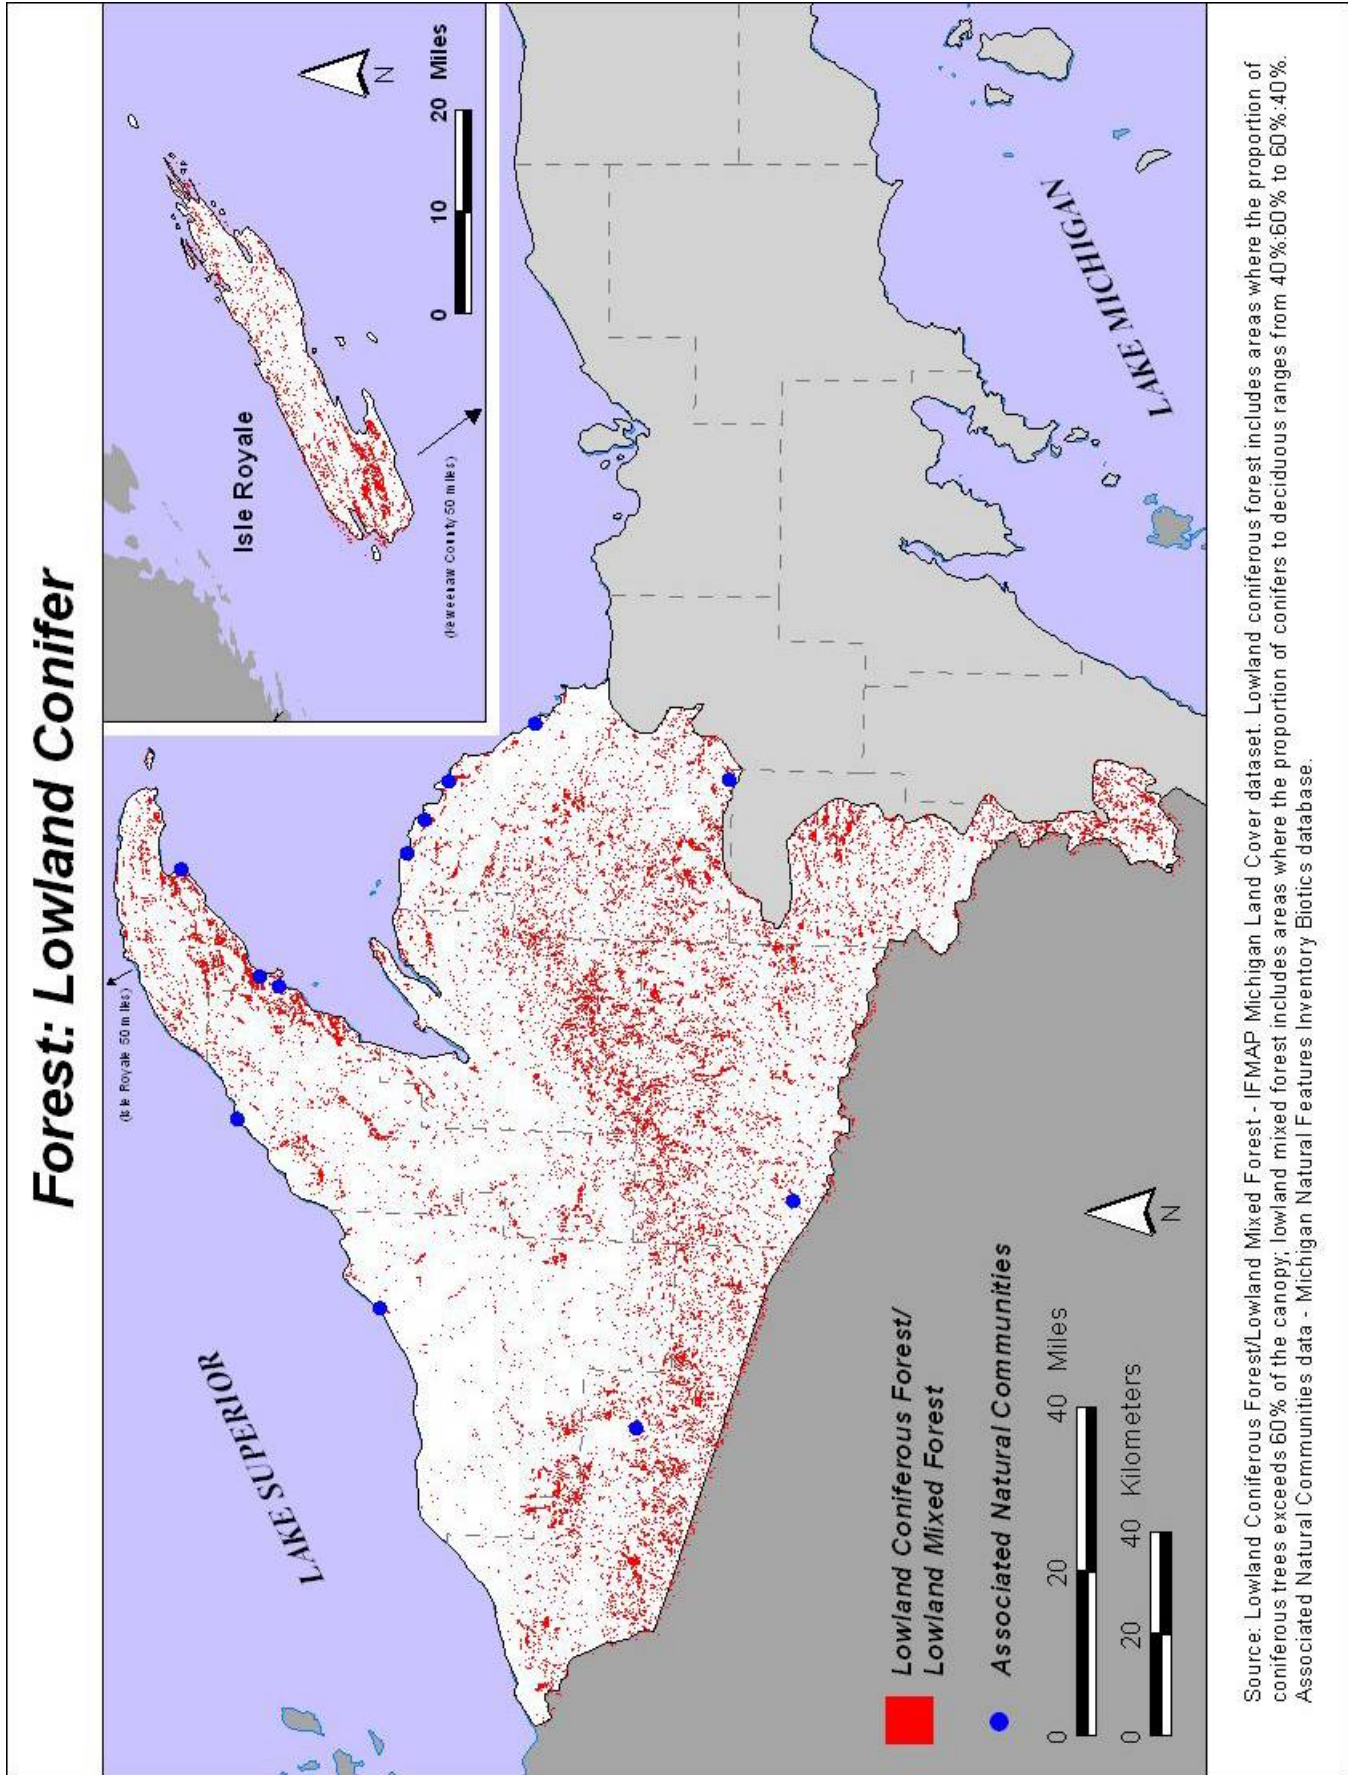 Forest: Lowland Conifer
(Isle Royale 50 miles)
Isle Royale
(Keweenaw County 50 miles)
0 10 20 Miles
N
LAKE SUPERIOR
LAKE MICHIGAN
Lowland Coniferous Forest/
Lowland Mixed Forest
Associated Natural Communities
0 20 40 Miles
0 20 40 Kilometers
N
Source: Lowland Coniferous Forest/Lowland Mixed Forest - IFMAP Michigan Land Cover dataset. Lowland coniferous forest includes areas where the proportion of
coniferous trees exceeds 60% of the canopy; lowland mixed forest includes areas where the proportion of conifers to deciduous ranges from 40%:60% to 60%:40%.
Associated Natural Communities data - Michigan Natural Features Inventory Biotics database.